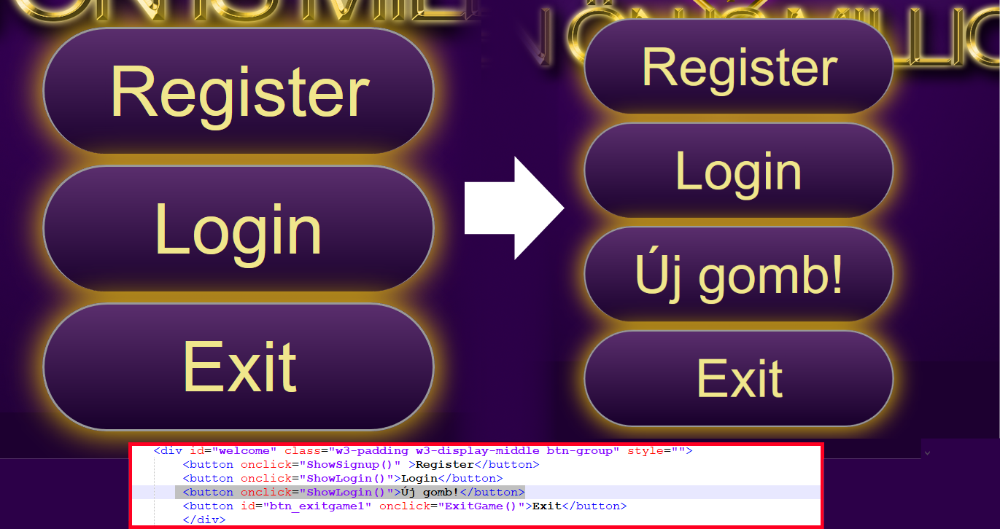 Register
Login
Exit
Register
Login
Új gomb!
Exit
<div id="welcome" class="w3-padding w3-display-middle btn-group" style="">
<button onclick="ShowSignup()" >Register</button>
<button onclick="ShowLogin()">Login</button>
<button onclick="ShowLogin()">Új gomb!</button>
<button id="btn_exitgame1" onclick="ExitGame()">Exit</button>
</div>